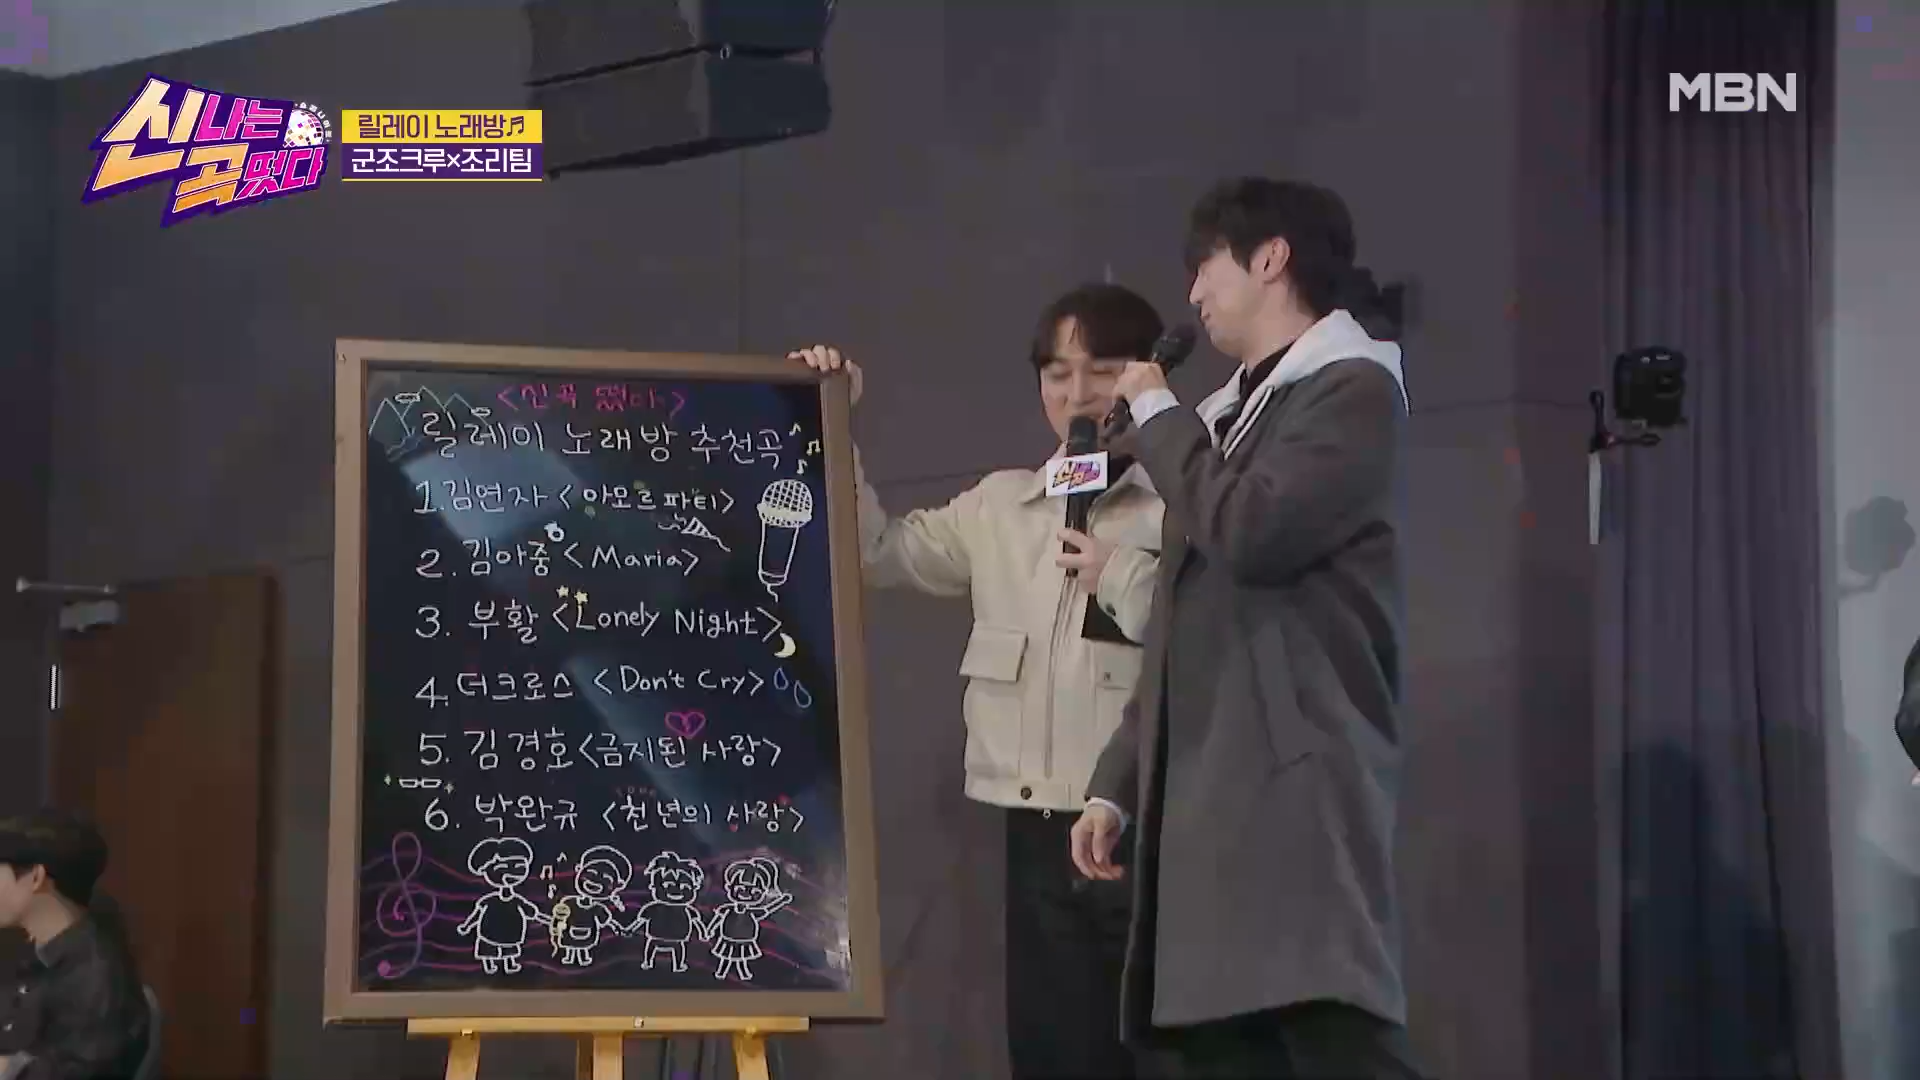 신나는
곡떴다
릴레이 노래방♬
군조크루×조리팀
MBN
<신곡 떴다>
릴레이 노래방 추천곡
1.김연자 <아모르파티>
2. 김아중 <Maria>
3. 부활 <Lonely Night>
4. 더크로스 <Don't Cry>
5. 김경호 <금지된 사랑>
6. 박완규 <천년의 사랑>